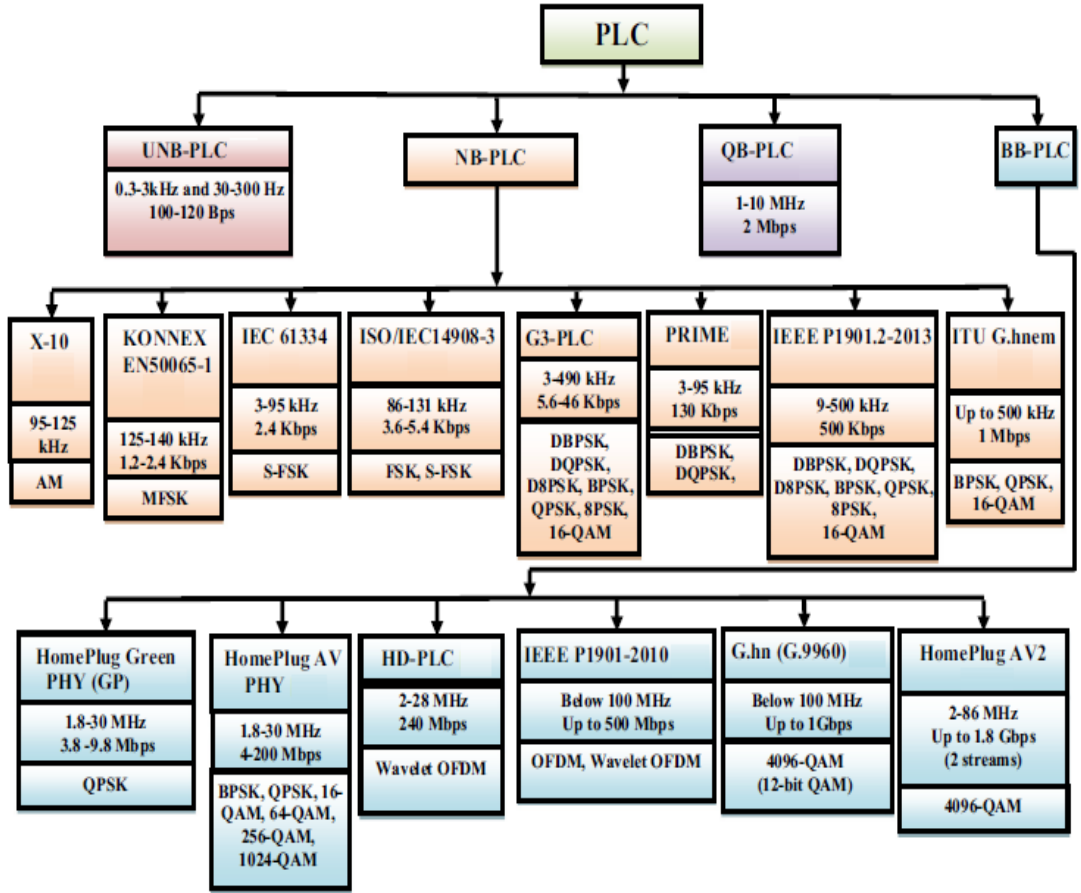 PLC
UNB-PLC
0.3-3kHz and 30-300 Hz
100-120 Bps
NB-PLC
QB-PLC
1-10 MHz
2 Mbps
BB-PLC
X-10
95-125
kHz
AM
KONNEX
EN50065-1
125-140 kHz
1.2-2.4 Kbps
MFSK
IEC 61334
3-95 kHz
2.4 Kbps
S-FSK
ISO/IEC14908-3
86-131 kHz
3.6-5.4 Kbps
FSK, S-FSK
G3-PLC
3-490 kHz
5.6-46 Kbps
DBPSK,
DQPSK,
D8PSK, BPSK,
QPSK, 8PSK,
16-QAM
PRIME
3-95 kHz
130 Kbps
DBPSK,
DQPSK,
IEEE P1901.2-2013
9-500 kHz
500 Kbps
DBPSK, DQPSK,
D8PSK, BPSK, QPSK,
8PSK,
16-QAM
ITU G.hnem
Up to 500 kHz
1 Mbps
BPSK, QPSK,
16-QAM
HomePlug Green
PHY (GP)
1.8-30 MHz
3.8 -9.8 Mbps
QPSK
HomePlug AV
PHY
1.8-30 MHz
4-200 Mbps
BPSK, QPSK, 16-
QAM, 64-QAM,
256-QAM,
1024-QAM
HD-PLC
2-28 MHz
240 Mbps
Wavelet OFDM
IEEE P1901-2010
Below 100 MHz
Up to 500 Mbps
OFDM, Wavelet OFDM
G.hn (G.9960)
Below 100 MHz
Up to 1Gbps
4096-QAM
(12-bit QAM)
HomePlug AV2
2-86 MHz
Up to 1.8 Gbps
(2 streams)
4096-QAM